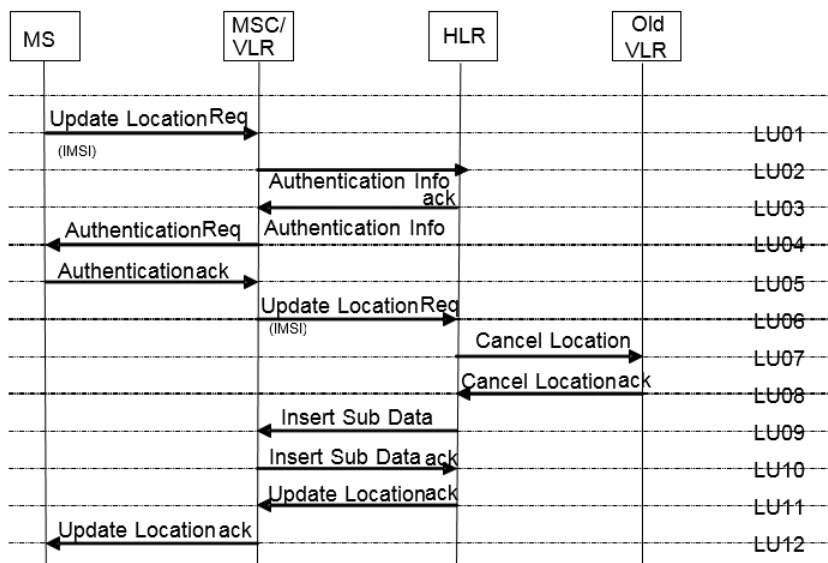 MS
MSC/
VLR
HLR
Old
VLR
Update LocationReq
(IMSI)
LU01
LU02
Authentication Info
ack
LU03
AuthenticationReq
Authentication Info
LU04
Authenticationack
LU05
Update LocationReq
(IMSI)
LU06
Cancel Location
LU07
Cancel Locationack
LU08
Insert Sub Data
LU09
Insert Sub Data ack
LU10
Update Locationack
LU11
Update Location ack
LU12